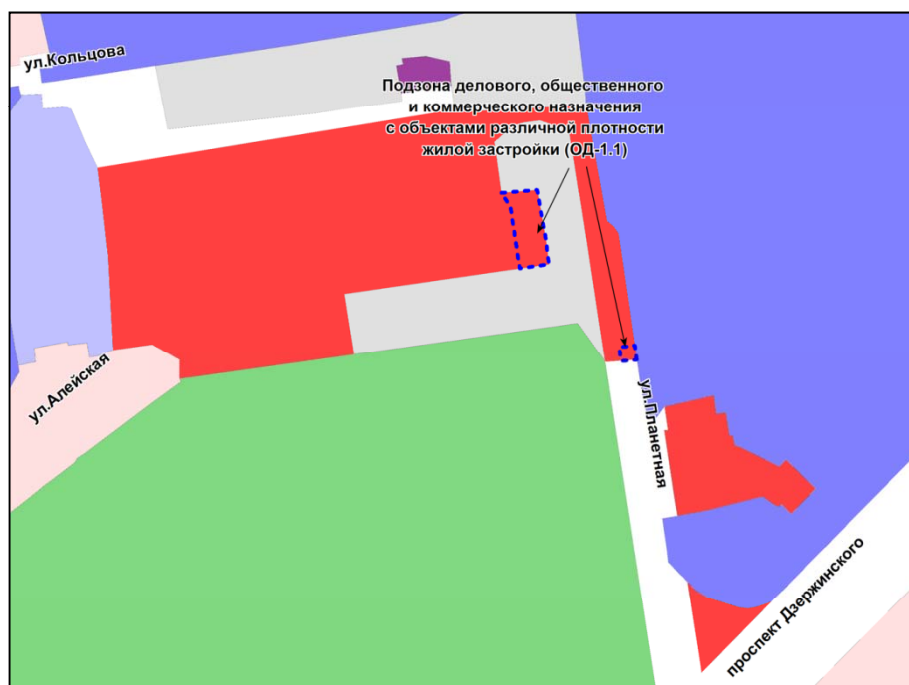 ул.Кольцова
Подзона делового, общественного
и коммерческого назначения
с объектами различной плотности
жилой застройки (ОД-1.1)
ул.Алейская
ул.Планетная
проспект Дзержинского